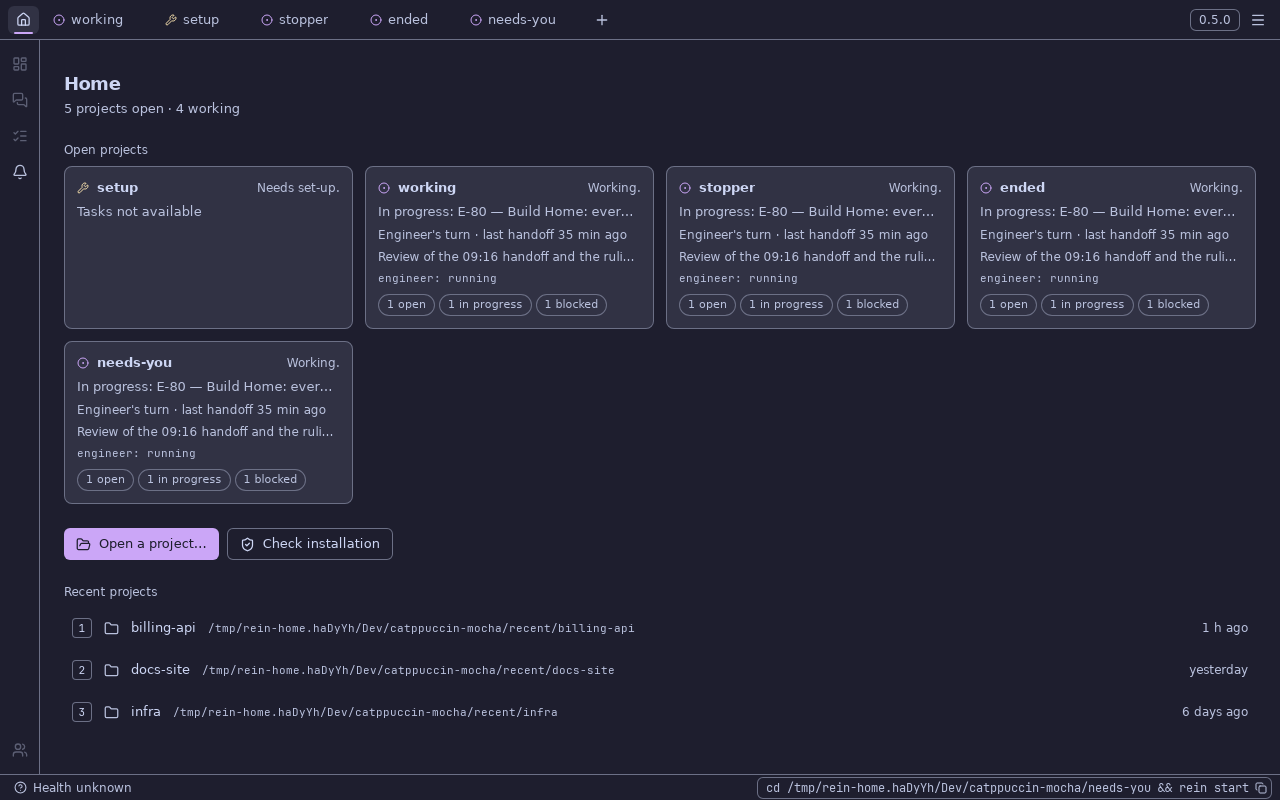 working setup stopper ended needs-you 0.5.0
Home
5 projects open · 4 working
Open projects
setup Needs set-up.
Tasks not available
working Working.
In progress: E-80 — Build Home: ever…
Engineer's turn · last handoff 35 min ago
Review of the 09:16 handoff and the ruli…
engineer: running
1 open 1 in progress 1 blocked
stopper Working.
In progress: E-80 — Build Home: ever…
Engineer's turn · last handoff 35 min ago
Review of the 09:16 handoff and the ruli…
engineer: running
1 open 1 in progress 1 blocked
ended Working.
In progress: E-80 — Build Home: ever…
Engineer's turn · last handoff 35 min ago
Review of the 09:16 handoff and the ruli…
engineer: running
1 open 1 in progress 1 blocked
needs-you Working.
In progress: E-80 — Build Home: ever…
Engineer's turn · last handoff 35 min ago
Review of the 09:16 handoff and the ruli…
engineer: running
1 open 1 in progress 1 blocked
Open a project… Check installation
Recent projects
1 billing-api /tmp/rein-home.haDyYh/Dev/catppuccin-mocha/recent/billing-api 1 h ago
2 docs-site /tmp/rein-home.haDyYh/Dev/catppuccin-mocha/recent/docs-site yesterday
3 infra /tmp/rein-home.haDyYh/Dev/catppuccin-mocha/recent/infra 6 days ago
Health unknown cd /tmp/rein-home.haDyYh/Dev/catppuccin-mocha/needs-you && rein start